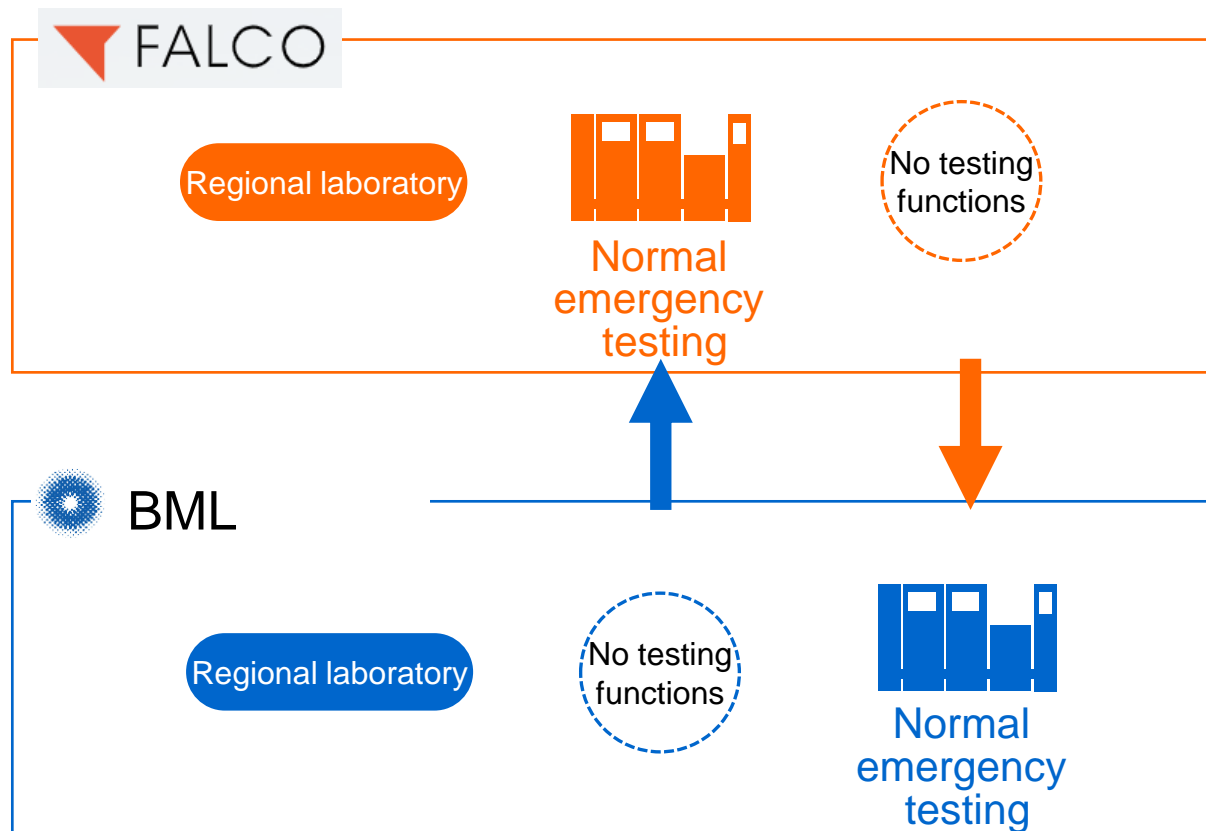 FALCO
Regional laboratory
Normal
emergency
testing
No testing
functions
BML
Regional laboratory
No testing
functions
Normal
emergency
testing